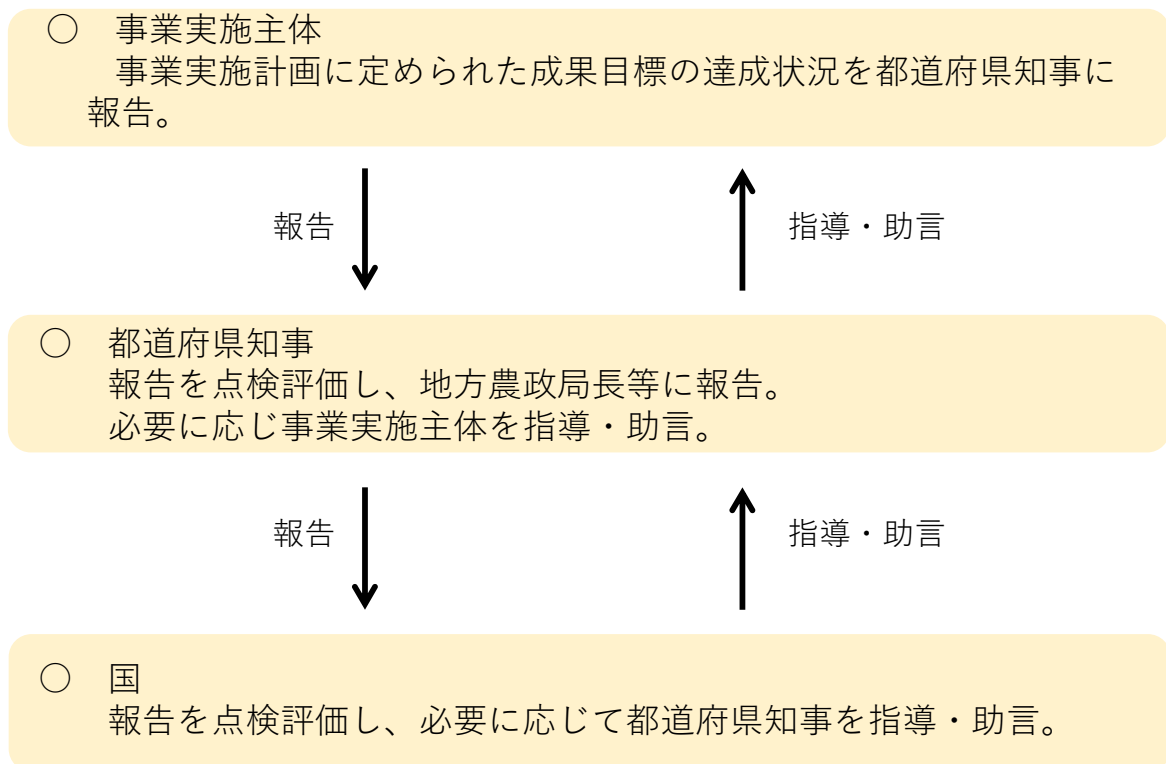 ○　事業実施主体
事業実施計画に定められた成果目標の達成状況を都道府県知事に
報告。
報告
指導・助言
○　都道府県知事
報告を点検評価し、地方農政局長等に報告。
必要に応じ事業実施主体を指導・助言。
報告
指導・助言
○　国
報告を点検評価し、必要に応じて都道府県知事を指導・助言。